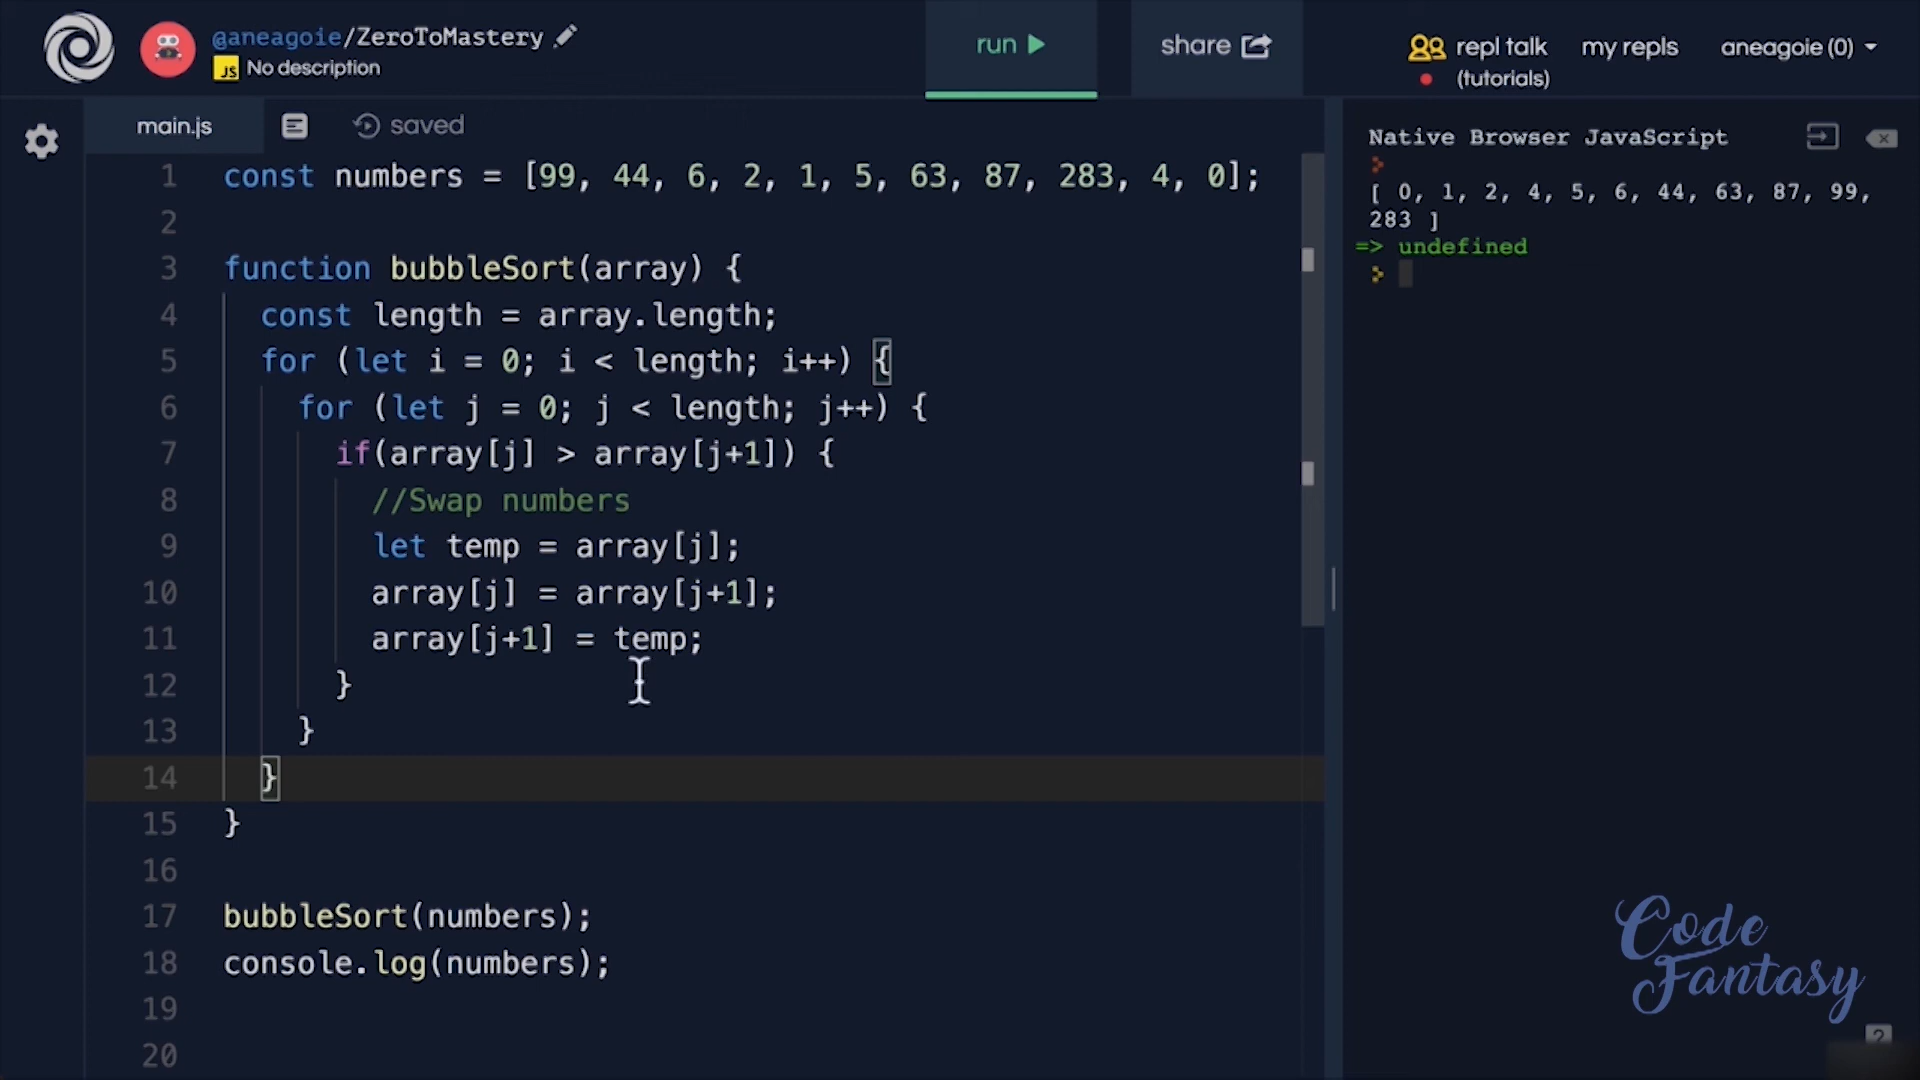 @aneagoie/ZeroToMastery
JS No description
run
share
repl talk
(tutorials)
my repls
aneagoie (0)
main.js
saved
1 const numbers = [99, 44, 6, 2, 1, 5, 63, 87, 283, 4, 0];
2
3 function bubbleSort(array) {
4 const length = array.length;
5 for (let i = 0; i < length; i++) {
6 for (let j = 0; j < length; j++) {
7 if(array[j] > array[j+1]) {
8 //Swap numbers
9 let temp = array[j];
10 array[j] = array[j+1];
11 array[j+1] = temp;
12 }
13 }
14 }
15 }
16
17 bubbleSort(numbers);
18 console.log(numbers);
19
20
Native Browser JavaScript
[ 0, 1, 2, 4, 5, 6, 44, 63, 87, 99,
283 ]
=> undefined
Code
Fantasy
?